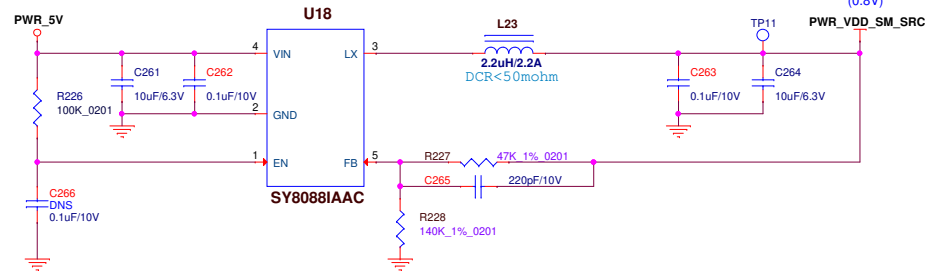 (0.8V)
U18
PWR_5V
L23
TP11
PWR_VDD_SM_SRC
4
VIN
LX
3
2.2uH/2.2A
DCR<50mohm
C261
10uF/6.3V
C262
0.1uF/10V
C263
0.1uF/10V
C264
10uF/6.3V
R226
100K_0201
2
GND
1
EN
FB
5
R227
47K_1%_0201
C265
220pF/10V
SY8088IAAC
C266
DNS
0.1uF/10V
R228
140K_1%_0201